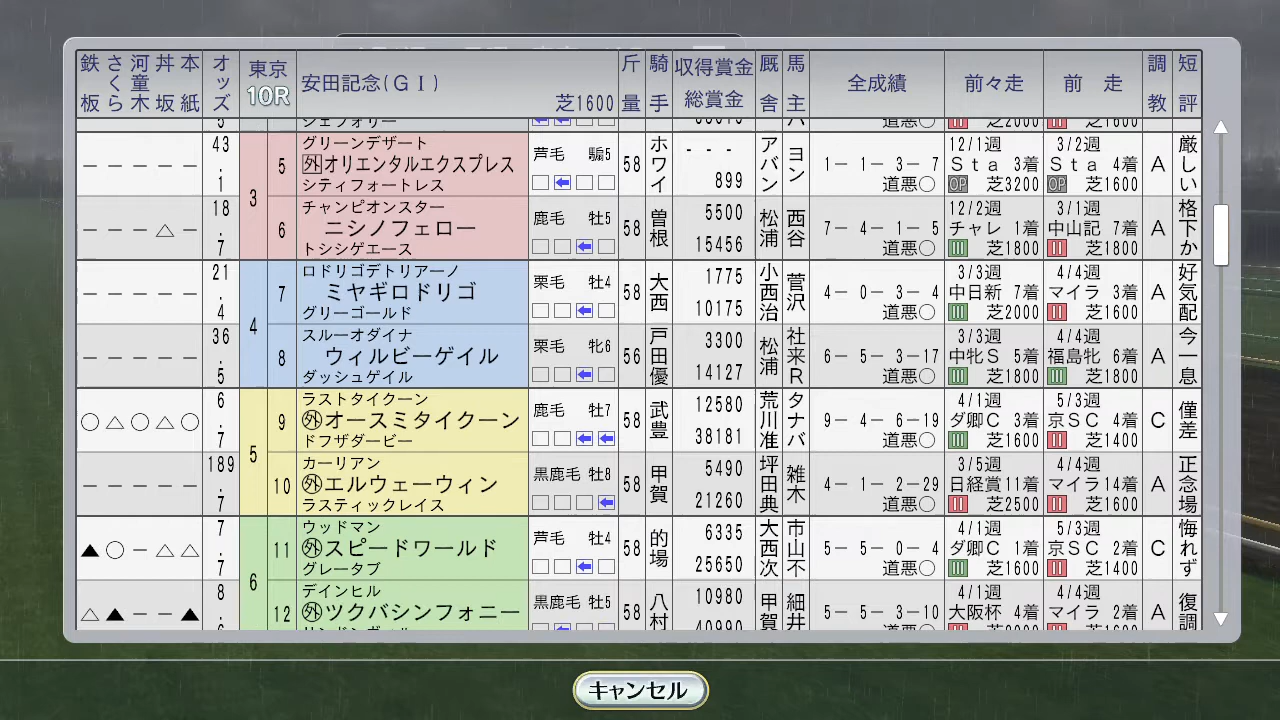 鉄板 さくら 河童木 丼坂 本紙 オッズ 東京 10R 安田記念(GⅠ) 芝1600 斤量 騎手 収得賞金 総賞金 厩舎 馬主 全成績 前々走 前 走 調教 短評
シェフォリー 道悪○ 芝2000 芝1600
グリーンデザート
43.1 3 5 外オリエンタルエクスプレス 芦毛 騸5 58 ホワイ --- 899 アバン ヨン 1-1-3-7 道悪○ 12/1週 Sta 3着 OP 芝3200 3/2週 Sta 4着 OP 芝1600 A 厳しい
シティフォートレス
チャンピオンスター
---△- 18.7 6 ニシノフェロー 鹿毛 牡5 58 曽根 5500 15456 松浦 西谷 7-4-1-5 道悪○ 12/2週 チャレ 1着 III 芝1800 3/1週 中山記 7着 II 芝1800 A 格下か
トシシゲエース
ロドリゴデトリアーノ
----- 21.4 4 7 ミヤギロドリゴ 栗毛 牡4 58 大西 1775 10175 小西治 菅沢 4-0-3-4 道悪○ 3/3週 中日新 7着 III 芝2000 4/4週 マイラ 3着 II 芝1600 A 好気配
グリーゴールド
スルーオダイナ
----- 36.5 8 ウィルビーゲイル 栗毛 牝6 56 戸田優 3300 14127 松浦 社来R 6-5-3-17 道悪○ 3/3週 中牝S 5着 III 芝1800 4/4週 福島牝 6着 III 芝1800 A 今一息
ダッシュゲイル
ラストタイクーン
○△○△○ 6.7 5 9 外オースミタイクーン 鹿毛 牡7 58 武豊 12580 38181 荒川准 タナバ 9-4-6-19 道悪○ 4/1週 ダ卿C 3着 III 芝1600 5/3週 京SC 4着 II 芝1400 C 僅差
ドフザダービー
カーリアン
----- 189.7 10 外エルウェーウィン 黒鹿毛 牡8 58 甲賀 5490 21260 坪田典 雑木 4-1-2-29 道悪○ 3/5週 日経賞 11着 II 芝2500 4/4週 マイラ 14着 II 芝1600 A 正念場
ラスティックレイス
ウッドマン
▲○-△△ 7.7 6 11 外スピードワールド 芦毛 牡4 58 的場 6335 25650 大西次 市山不 5-5-0-4 道悪○ 4/1週 ダ卿C 1着 III 芝1600 5/3週 京SC 2着 II 芝1400 C 悔れず
グレータブ
デインヒル
△▲--▲ 8. 12 外ツクバシンフォニー 黒鹿毛 牡5 58 八村 10980 甲賀 細井 5-5-3-10 4/1週 大阪杯 4着 4/4週 マイラ 2着 A 復調
キャンセル